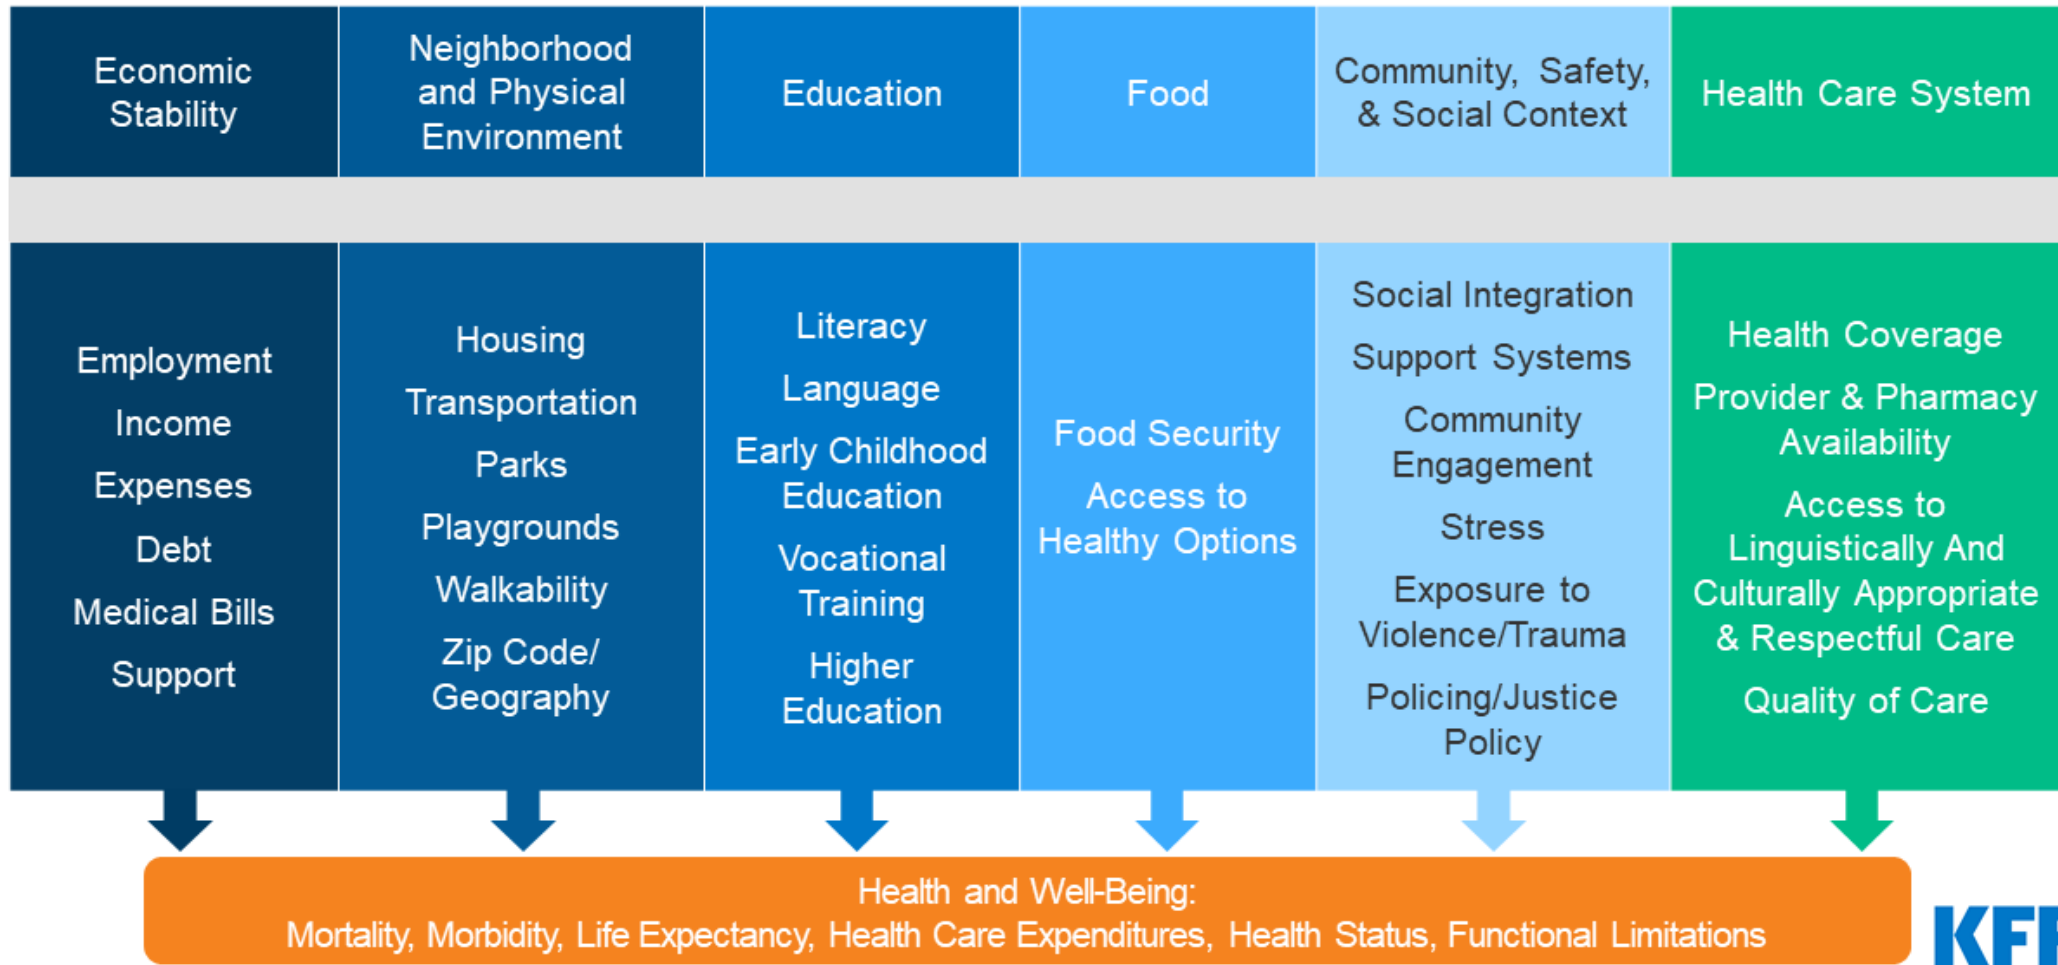 Economic
Stability
Neighborhood
and Physical
Environment
Education
Food
Community, Safety,
& Social Context
Health Care System
Employment
Income
Expenses
Debt
Medical Bills
Support
Housing
Transportation
Parks
Playgrounds
Walkability
Zip Code/
Geography
Literacy
Language
Early Childhood
Education
Vocational
Training
Higher
Education
Food Security
Access to
Healthy Options
Social Integration
Support Systems
Community
Engagement
Stress
Exposure to
Violence/Trauma
Policing/Justice
Policy
Health Coverage
Provider & Pharmacy
Availability
Access to
Linguistically And
Culturally Appropriate
& Respectful Care
Quality of Care
Health and Well-Being:
Mortality, Morbidity, Life Expectancy, Health Care Expenditures, Health Status, Functional Limitations
KFF